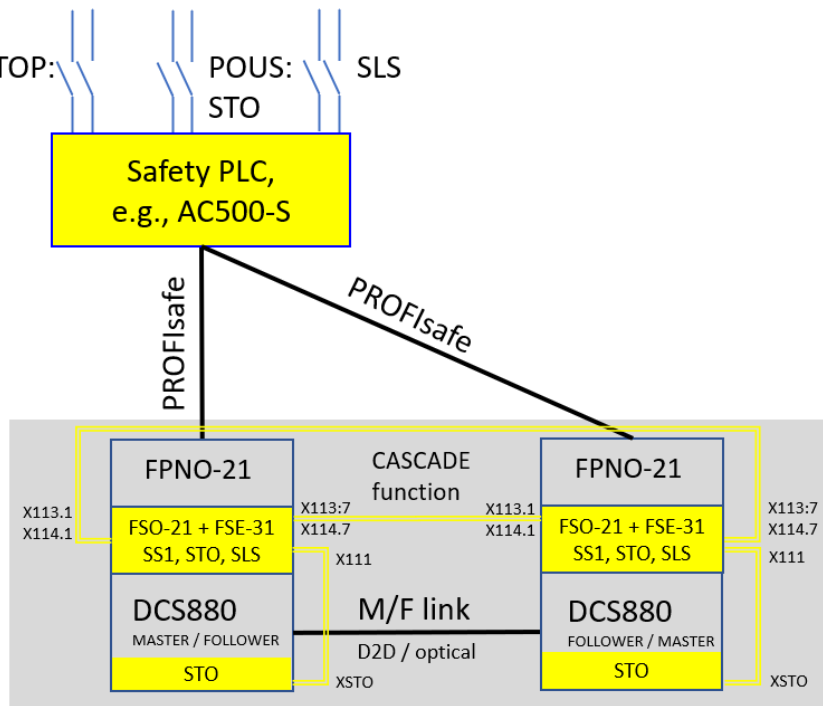 TOP:
POUS:
SLS
STO
Safety PLC,
e.g., AC500-S
PROFIsafe
PROFIsafe
FPNO-21
CASCADE
function
FPNO-21
X113.1
X114.1
FSO-21 + FSE-31
SS1, STO, SLS
X113:7
X114.7
X113.1
X114.1
FSO-21 + FSE-31
SS1, STO, SLS
X113:7
X114.7
X111
X111
DCS880
MASTER / FOLLOWER
M/F link
D2D / optical
DCS880
FOLLOWER / MASTER
STO
XSTO
STO
XSTO